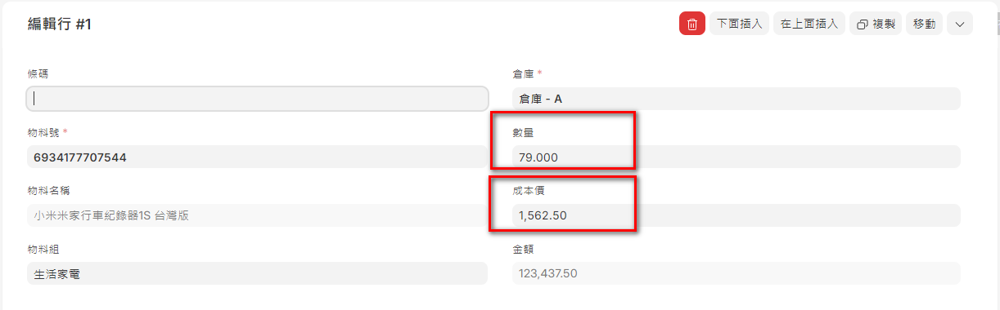 編輯行 #1
下面插入 在上面插入 複製 移動
條碼
倉庫 *
倉庫 - A
物料號 *
數量
6934177707544
79.000
物料名稱
成本價
小米米家行車紀錄器1S 台灣版
1,562.50
物料組
金額
生活家電
123,437.50